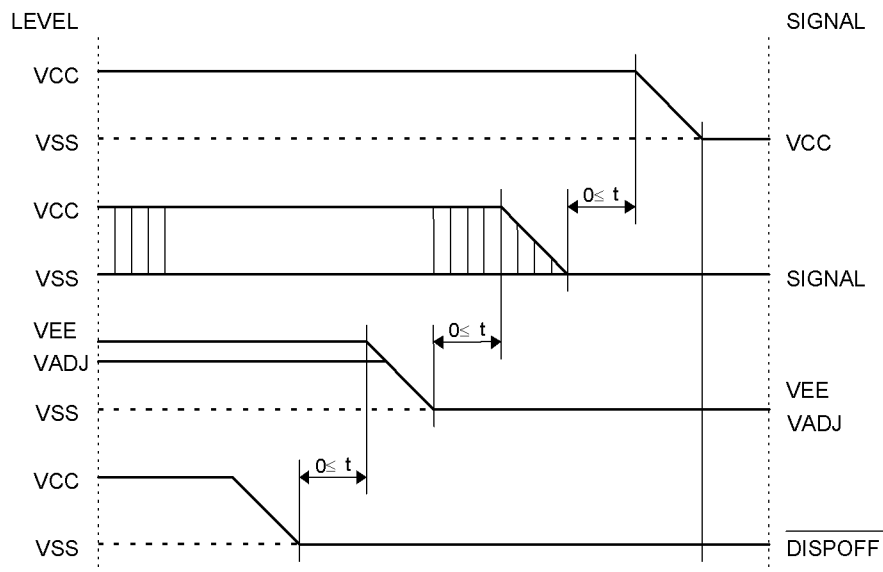 LEVEL SIGNAL
VCC
VSS VCC
VCC 0≤ t
VSS SIGNAL
VEE 0≤ t
VADJ
VSS VEE
VADJ
VCC 0≤ t
VSS DISPOFF